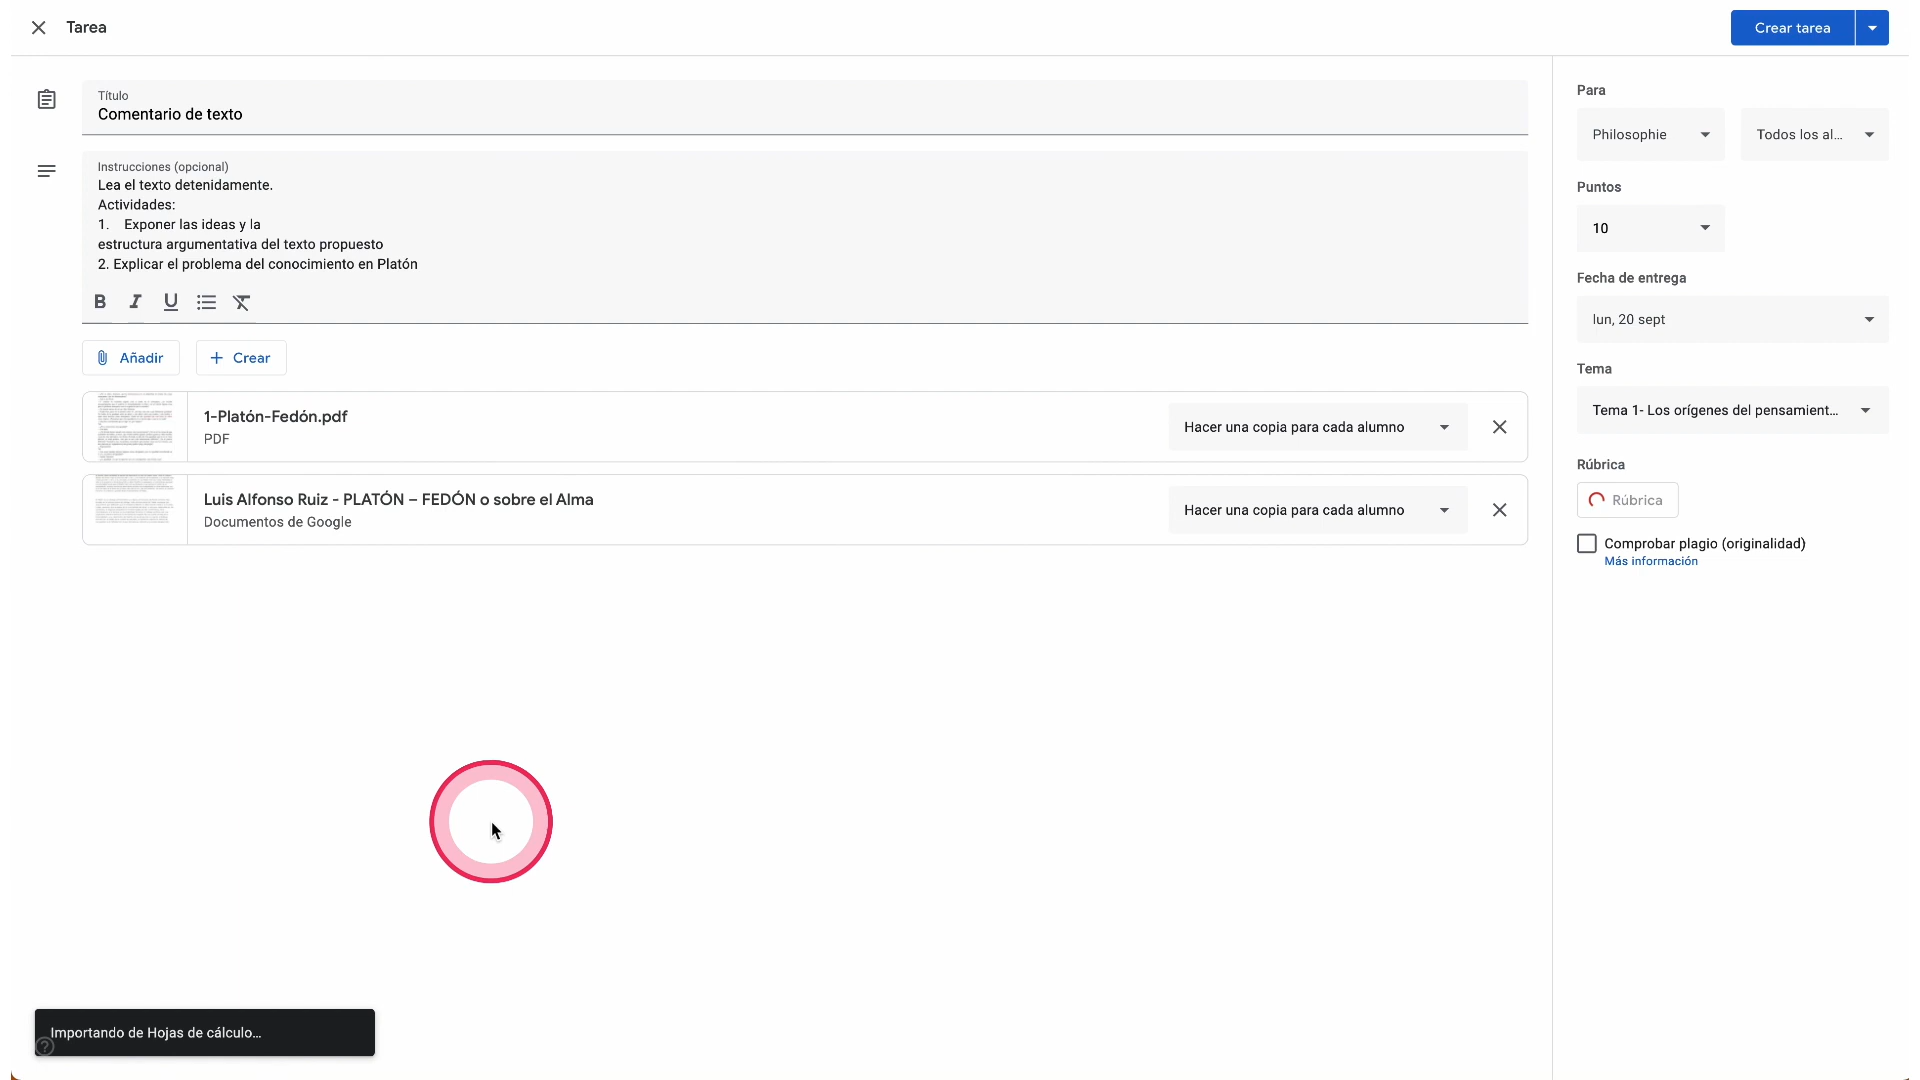 Tarea
Crear tarea
Título
Comentario de texto
Instrucciones (opcional)
Lea el texto detenidamente.
Actividades:
1. Exponer las ideas y la
estructura argumentativa del texto propuesto
2. Explicar el problema del conocimiento en Platón
B I U
Añadir
Crear
1-Platón-Fedón.pdf
PDF
Hacer una copia para cada alumno
Luis Alfonso Ruiz - PLATÓN – FEDÓN o sobre el Alma
Documentos de Google
Hacer una copia para cada alumno
Para
Philosophie
Todos los al...
Puntos
10
Fecha de entrega
lun, 20 sept
Tema
Tema 1- Los orígenes del pensamient...
Rúbrica
Rúbrica
Comprobar plagio (originalidad)
Más información
Importando de Hojas de cálculo...